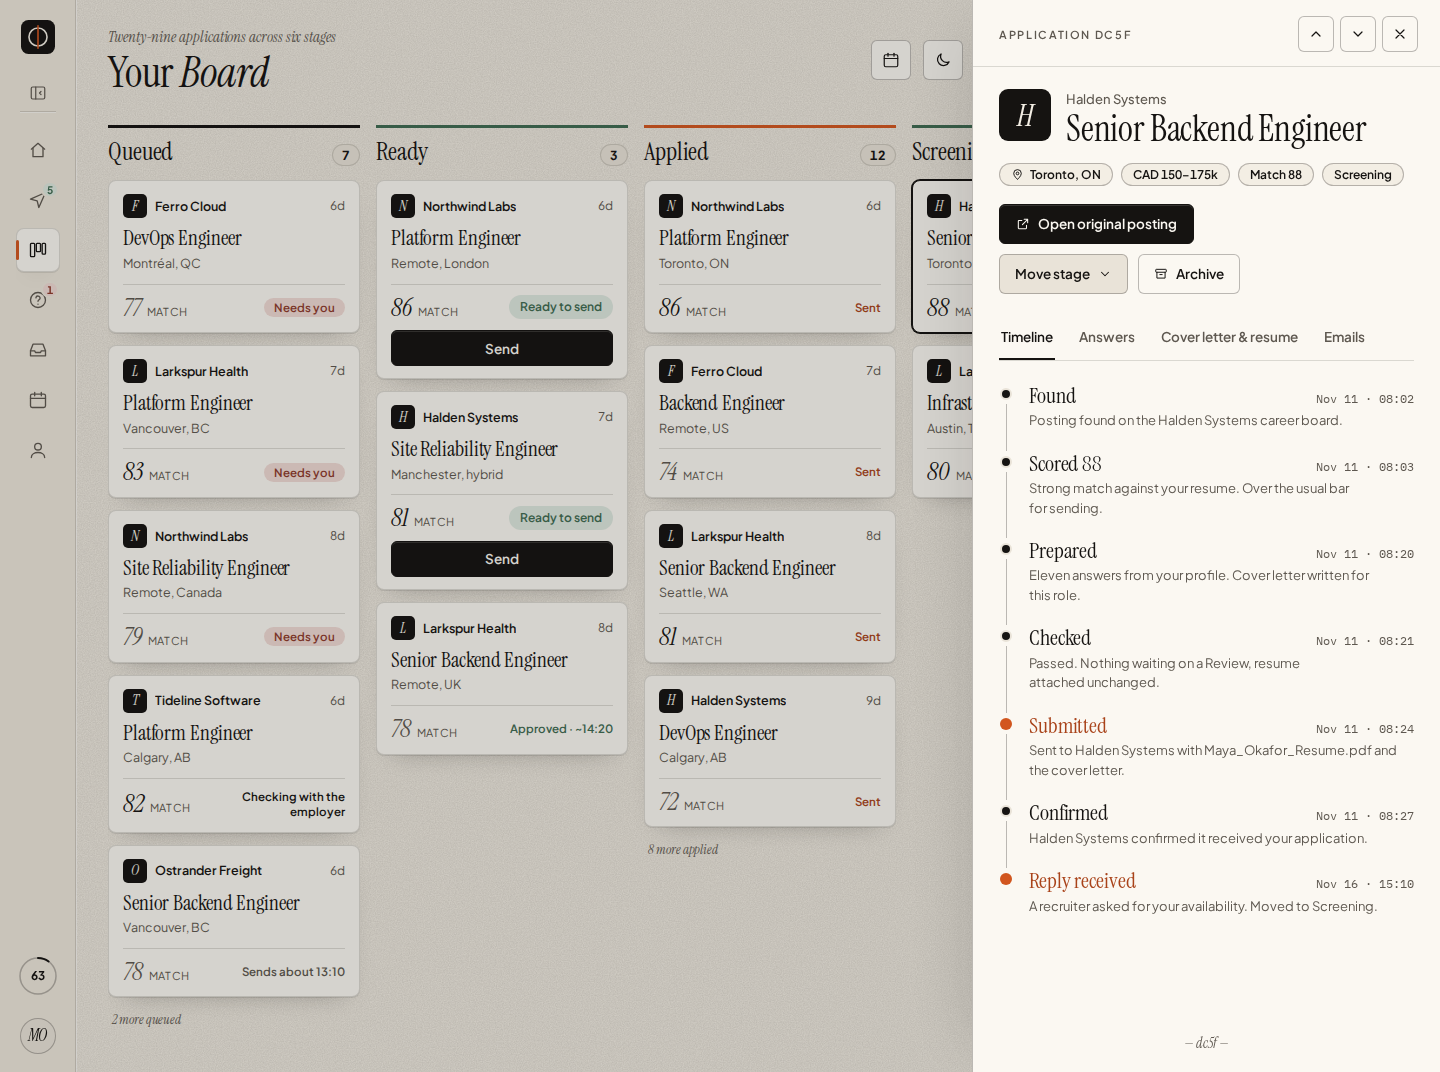 Twenty-nine applications across six stages
Your Board
5
1
63
MO
Queued
7
F
Ferro Cloud
6d
DevOps Engineer
Montréal, QC
77 MATCH
Needs you
L
Larkspur Health
7d
Platform Engineer
Vancouver, BC
83 MATCH
Needs you
N
Northwind Labs
8d
Site Reliability Engineer
Remote, Canada
79 MATCH
Needs you
T
Tideline Software
6d
Platform Engineer
Calgary, AB
82 MATCH
Checking with the
employer
O
Ostrander Freight
6d
Senior Backend Engineer
Vancouver, BC
78 MATCH
Sends about 13:10
2 more queued
Ready
3
N
Northwind Labs
6d
Platform Engineer
Remote, London
86 MATCH
Ready to send
Send
H
Halden Systems
7d
Site Reliability Engineer
Manchester, hybrid
81 MATCH
Ready to send
Send
L
Larkspur Health
8d
Senior Backend Engineer
Remote, UK
78 MATCH
Approved · ~14:20
Applied
12
N
Northwind Labs
6d
Platform Engineer
Toronto, ON
86 MATCH
Sent
F
Ferro Cloud
7d
Backend Engineer
Remote, US
74 MATCH
Sent
L
Larkspur Health
8d
Senior Backend Engineer
Seattle, WA
81 MATCH
Sent
H
Halden Systems
9d
DevOps Engineer
Calgary, AB
72 MATCH
Sent
8 more applied
Screeni
H
Ha
Senior
Toronto
88 MA
L
La
Infrast
Austin, T
80 MA
APPLICATION DC5F
H
Halden Systems
Senior Backend Engineer
Toronto, ON
CAD 150–175k
Match 88
Screening
Open original posting
Move stage
Archive
Timeline
Answers
Cover letter & resume
Emails
Found
Nov 11 · 08:02
Posting found on the Halden Systems career board.
Scored 88
Nov 11 · 08:03
Strong match against your resume. Over the usual bar
for sending.
Prepared
Nov 11 · 08:20
Eleven answers from your profile. Cover letter written for
this role.
Checked
Nov 11 · 08:21
Passed. Nothing waiting on a Review, resume
attached unchanged.
Submitted
Nov 11 · 08:24
Sent to Halden Systems with Maya_Okafor_Resume.pdf and
the cover letter.
Confirmed
Nov 11 · 08:27
Halden Systems confirmed it received your application.
Reply received
Nov 16 · 15:10
A recruiter asked for your availability. Moved to Screening.
— dc5f —